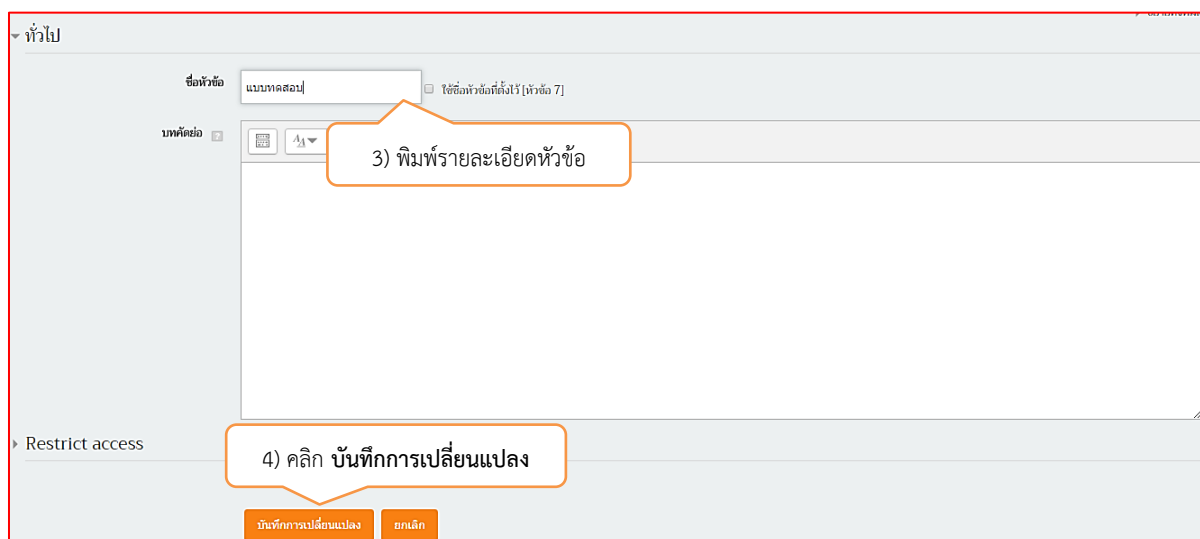 ทั่วไป
ชื่อหัวข้อ
แบบทดสอบ
ใช้ชื่อหัวข้อที่ตั้งไว้ [หัวข้อ 7]
บทคัดย่อ
3) พิมพ์รายละเอียดหัวข้อ
Restrict access
4) คลิก บันทึกการเปลี่ยนแปลง
บันทึกการเปลี่ยนแปลง ยกเลิก